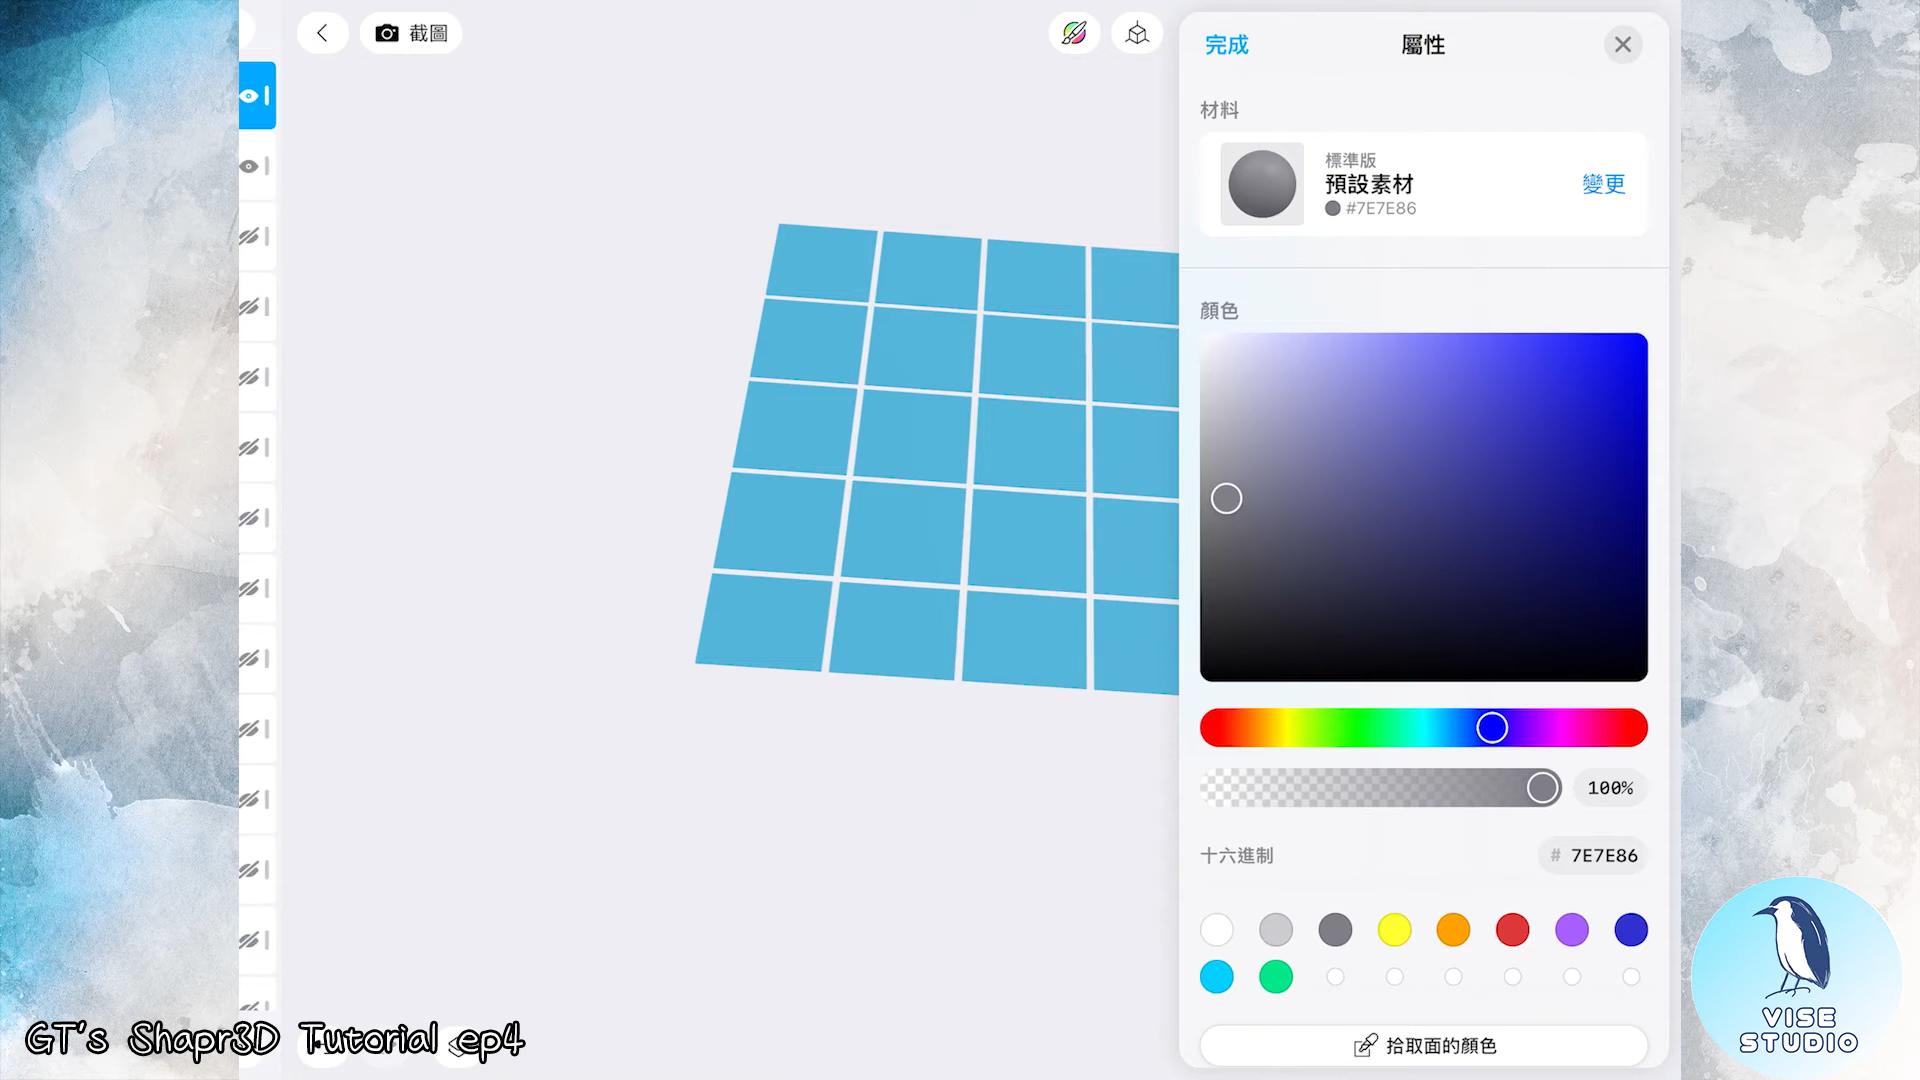 截圖
完成
屬性
材料
標準版
預設素材
#7E7E86
變更
顏色
100%
十六進制
# 7E7E86
拾取面的顏色
GT's Shapr3D Tutorial ep4
VISE
STUDIO